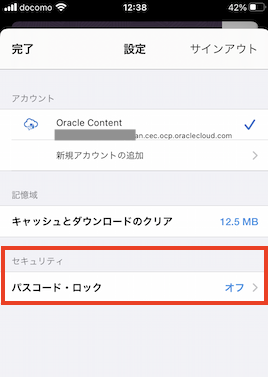 docomo 12:38 42%
完了 設定 サインアウト
アカウント
Oracle Content
an.cec.ocp.oraclecloud.com
新規アカウントの追加
記憶域
キャッシュとダウンロードのクリア 12.5 MB
セキュリティ
パスコード・ロック オフ